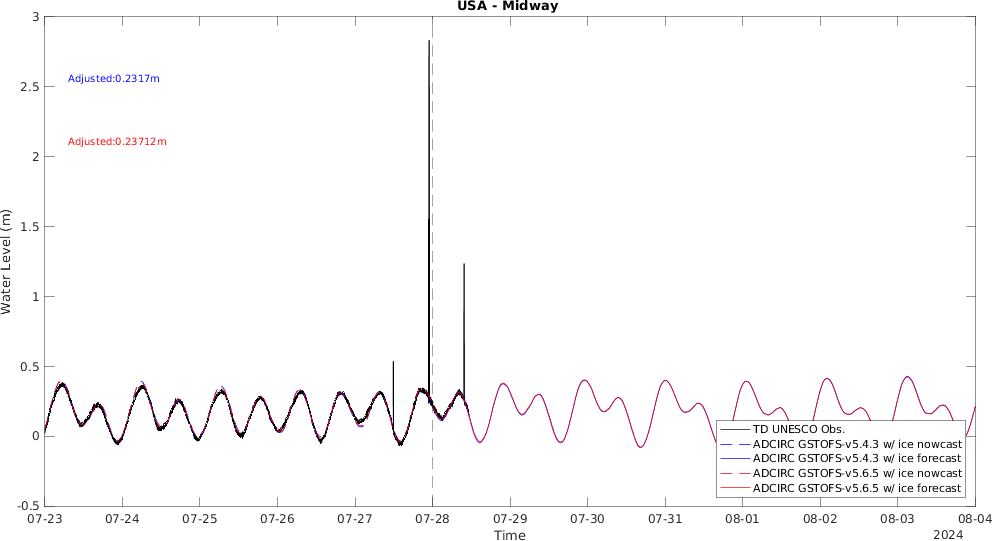 USA - Midway
3
2.5
2
1.5
1
0.5
0
-0.5
Water Level (m)
Adjusted:0.2317m
Adjusted:0.23712m
TD UNESCO Obs.
ADCIRC GSTOFS-v5.4.3 w/ ice nowcast
ADCIRC GSTOFS-v5.4.3 w/ ice forecast
ADCIRC GSTOFS-v5.6.5 w/ ice nowcast
ADCIRC GSTOFS-v5.6.5 w/ ice forecast
07-23 07-24 07-25 07-26 07-27 07-28 07-29 07-30 07-31 08-01 08-02 08-03 08-04
Time
2024